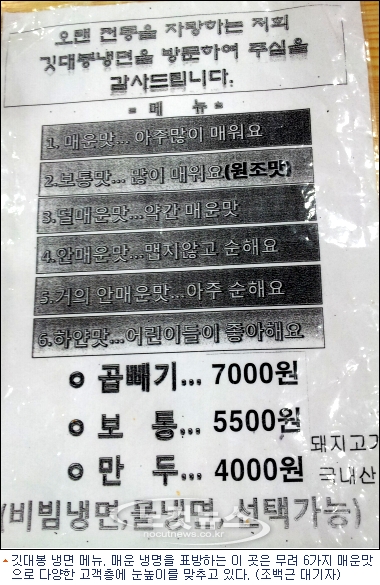 오랜 전통을 자랑하는 저희
깃대봉냉면을 방문하여 주심을
감사드립니다.
= 메 뉴 =
1. 매운맛... 아주많이 매워요
2.보통맛... 많이 매워요(원조맛)
3.덜매운맛...약간 매운맛
4.안매운맛...맵지않고 순해요
5.거의 안매운맛...아주 순해요
6.하얀맛...어린이들이 좋아해요
◎ 곱빼기... 7000원
◎ 보 통... 5500원
◎ 만 두... 4000원
돼지고기
국내산
(비빔냉면 물냉면 선택가능)
노컷뉴스
nocutnews.co.kr
▲깃대봉 냉면 메뉴. 매운 냉명을 표방하는 이 곳은 무려 6가지 매운맛
으로 다양한 고객층에 눈높이를 맞추고 있다. (조백근 대기자)